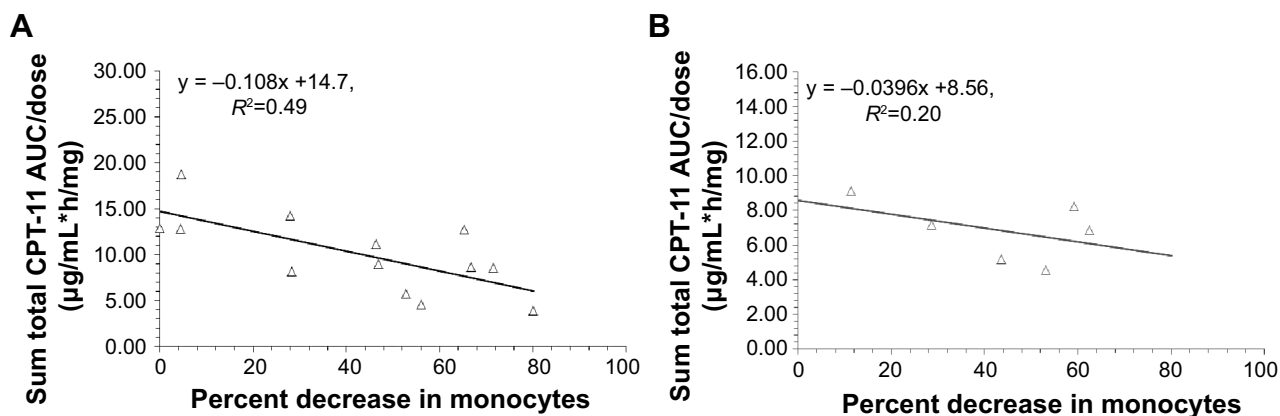 A
Sum total CPT-11 AUC/dose
(µg/mL*h/mg)
30.00
25.00
20.00
15.00
10.00
5.00
0.00
y = –0.108x +14.7,
R²=0.49
0
20
40
60
80
100
Percent decrease in monocytes
B
Sum total CPT-11 AUC/dose
(µg/mL*h/mg)
16.00
14.00
12.00
10.00
8.00
6.00
4.00
2.00
0.00
y = –0.0396x +8.56,
R²=0.20
0
20
40
60
80
100
Percent decrease in monocytes